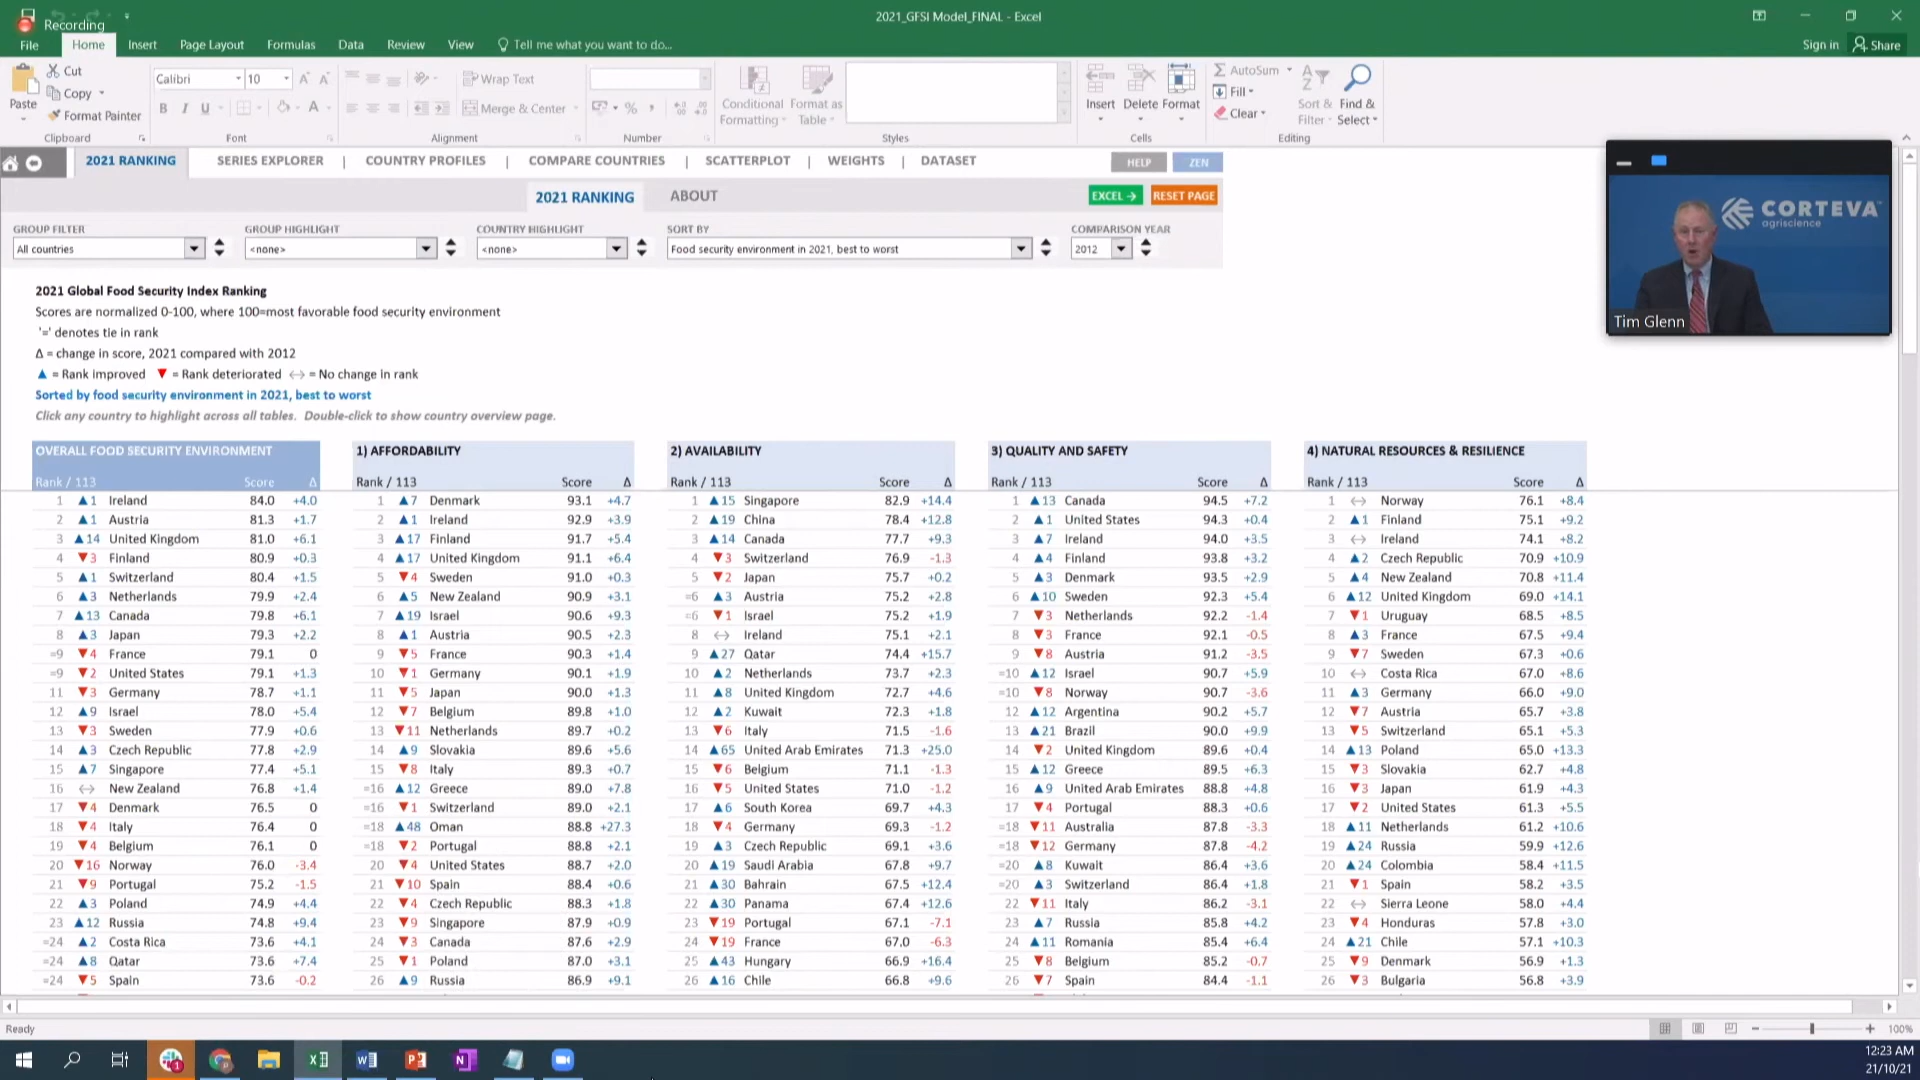 Recording
2021_GFSI Model_FINAL - Excel
File Home Insert Page Layout Formulas Data Review View Tell me what you want to do...
Sign in Share
Paste
Cut
Copy
Format Painter
Calibri 10
B I U
Wrap Text
Merge & Center
Conditional Formatting
Format as Table
Insert Delete Format
AutoSum
Fill
Clear
Sort & Filter
Find & Select
Clipboard Font Alignment Number Styles Cells Editing
2021 RANKING SERIES EXPLORER | COUNTRY PROFILES | COMPARE COUNTRIES | SCATTERPLOT | WEIGHTS | DATASET HELP ZEN
2021 RANKING ABOUT EXCEL → RESET PAGE
GROUP FILTER GROUP HIGHLIGHT COUNTRY HIGHLIGHT SORT BY COMPARISON YEAR
All countries <none> <none> Food security environment in 2021, best to worst 2012
CORTEVA
agriscience
Tim Glenn
2021 Global Food Security Index Ranking
Scores are normalized 0-100, where 100=most favorable food security environment
'=' denotes tie in rank
Δ = change in score, 2021 compared with 2012
▲ = Rank improved ▼ = Rank deteriorated ↔ = No change in rank
Sorted by food security environment in 2021, best to worst
Click any country to highlight across all tables. Double-click to show country overview page.
OVERALL FOOD SECURITY ENVIRONMENT 1) AFFORDABILITY 2) AVAILABILITY 3) QUALITY AND SAFETY 4) NATURAL RESOURCES & RESILIENCE
Rank / 113 Score Δ Rank / 113 Score Δ Rank / 113 Score Δ Rank / 113 Score Δ Rank / 113 Score Δ
1 ▲1 Ireland 84.0 +4.0 1 ▲7 Denmark 93.1 +4.7 1 ▲15 Singapore 82.9 +14.4 1 ▲13 Canada 94.5 +7.2 1 ↔ Norway 76.1 +8.4
2 ▲1 Austria 81.3 +1.7 2 ▲1 Ireland 92.9 +3.9 2 ▲19 China 78.4 +12.8 2 ▲1 United States 94.3 +0.4 2 ▲1 Finland 75.1 +9.2
3 ▲14 United Kingdom 81.0 +6.1 3 ▲17 Finland 91.7 +5.4 3 ▲14 Canada 77.7 +9.3 3 ▲7 Ireland 94.0 +3.5 3 ↔ Ireland 74.1 +8.2
4 ▼3 Finland 80.9 +0.3 4 ▲17 United Kingdom 91.1 +6.4 4 ▼3 Switzerland 76.9 -1.3 4 ▲4 Finland 93.8 +3.2 4 ▲2 Czech Republic 70.9 +10.9
5 ▲1 Switzerland 80.4 +1.5 5 ▼4 Sweden 91.0 +0.3 5 ▼2 Japan 75.7 +0.2 5 ▲3 Denmark 93.5 +2.9 5 ▲4 New Zealand 70.8 +11.4
6 ▲3 Netherlands 79.9 +2.4 6 ▲5 New Zealand 90.9 +3.1 =6 ▲3 Austria 75.2 +2.8 6 ▲10 Sweden 92.3 +5.4 6 ▲12 United Kingdom 69.0 +14.1
7 ▲13 Canada 79.8 +6.1 7 ▲19 Israel 90.6 +9.3 =6 ▼1 Israel 75.2 +1.9 7 ▼3 Netherlands 92.2 -1.4 7 ▼1 Uruguay 68.5 +8.5
8 ▲3 Japan 79.3 +2.2 8 ▲1 Austria 90.5 +2.3 8 ↔ Ireland 75.1 +2.1 8 ▼3 France 92.1 -0.5 8 ▲3 France 67.5 +9.4
=9 ▼4 France 79.1 0 9 ▼5 France 90.3 +1.4 9 ▲27 Qatar 74.4 +15.7 9 ▼8 Austria 91.2 -3.5 9 ▼7 Sweden 67.3 +0.6
=9 ▼2 United States 79.1 +1.3 10 ▼1 Germany 90.1 +1.9 10 ▲2 Netherlands 73.7 +2.3 =10 ▲12 Israel 90.7 +5.9 10 ↔ Costa Rica 67.0 +8.6
11 ▼3 Germany 78.7 +1.1 11 ▼5 Japan 90.0 +1.3 11 ▲8 United Kingdom 72.7 +4.6 =10 ▼8 Norway 90.7 -3.6 11 ▲3 Germany 66.0 +9.0
12 ▲9 Israel 78.0 +5.4 12 ▼7 Belgium 89.8 +1.0 12 ▲2 Kuwait 72.3 +1.8 12 ▲12 Argentina 90.2 +5.7 12 ▼7 Austria 65.7 +3.8
13 ▼3 Sweden 77.9 +0.6 13 ▼11 Netherlands 89.7 +0.2 13 ▼6 Italy 71.5 -1.6 13 ▲21 Brazil 90.0 +9.9 13 ▼5 Switzerland 65.1 +5.3
14 ▲3 Czech Republic 77.8 +2.9 14 ▲9 Slovakia 89.6 +5.6 14 ▲65 United Arab Emirates 71.3 +25.0 14 ▼2 United Kingdom 89.6 +0.4 14 ▲13 Poland 65.0 +13.3
15 ▲7 Singapore 77.4 +5.1 15 ▼8 Italy 89.3 +0.7 15 ▼6 Belgium 71.1 -1.3 15 ▲12 Greece 89.5 +6.3 15 ▼3 Slovakia 62.7 +4.8
16 ↔ New Zealand 76.8 +1.4 =16 ▲12 Greece 89.0 +7.8 16 ▼5 United States 71.0 -1.2 16 ▲9 United Arab Emirates 88.8 +4.8 16 ▼3 Japan 61.9 +4.3
17 ▼4 Denmark 76.5 0 =16 ▼1 Switzerland 89.0 +2.1 17 ▲6 South Korea 69.7 +4.3 17 ▼4 Portugal 88.3 +0.6 17 ▼2 United States 61.3 +5.5
18 ▼4 Italy 76.4 0 =18 ▲48 Oman 88.8 +27.3 18 ▼4 Germany 69.3 -1.2 =18 ▼11 Australia 87.8 -3.3 18 ▲11 Netherlands 61.2 +10.6
19 ▼4 Belgium 76.1 0 =18 ▼2 Portugal 88.8 +2.1 19 ▲3 Czech Republic 69.1 +3.6 =18 ▼12 Germany 87.8 -4.2 19 ▲24 Russia 59.9 +12.6
20 ▼16 Norway 76.0 -3.4 20 ▼4 United States 88.7 +2.0 20 ▲19 Saudi Arabia 67.8 +9.7 =20 ▲8 Kuwait 86.4 +3.6 20 ▲24 Colombia 58.4 +11.5
21 ▼9 Portugal 75.2 -1.5 21 ▼10 Spain 88.4 +0.6 21 ▲30 Bahrain 67.5 +12.4 =20 ▲3 Switzerland 86.4 +1.8 21 ▼1 Spain 58.2 +3.5
22 ▲3 Poland 74.9 +4.4 22 ▼4 Czech Republic 88.3 +1.8 22 ▲30 Panama 67.4 +12.6 22 ▼11 Italy 86.2 -3.1 22 ↔ Sierra Leone 58.0 +4.4
23 ▲12 Russia 74.8 +9.4 23 ▼9 Singapore 87.9 +0.9 23 ▼19 Portugal 67.1 -7.1 23 ▲7 Russia 85.8 +4.2 23 ▼4 Honduras 57.8 +3.0
=24 ▲2 Costa Rica 73.6 +4.1 24 ▼3 Canada 87.6 +2.9 24 ▼19 France 67.0 -6.3 24 ▲11 Romania 85.4 +6.4 24 ▲21 Chile 57.1 +10.3
=24 ▲8 Qatar 73.6 +7.4 25 ▼1 Poland 87.0 +3.1 25 ▲43 Hungary 66.9 +16.4 25 ▼8 Belgium 85.2 -0.7 25 ▼9 Denmark 56.9 +1.3
=24 ▼5 Spain 73.6 -0.2 26 ▲9 Russia 86.9 +9.1 26 ▲16 Chile 66.8 +9.6 26 ▼7 Spain 84.4 -1.1 26 ▼3 Bulgaria 56.8 +3.9
Ready 100%
12:23 AM
21/10/21